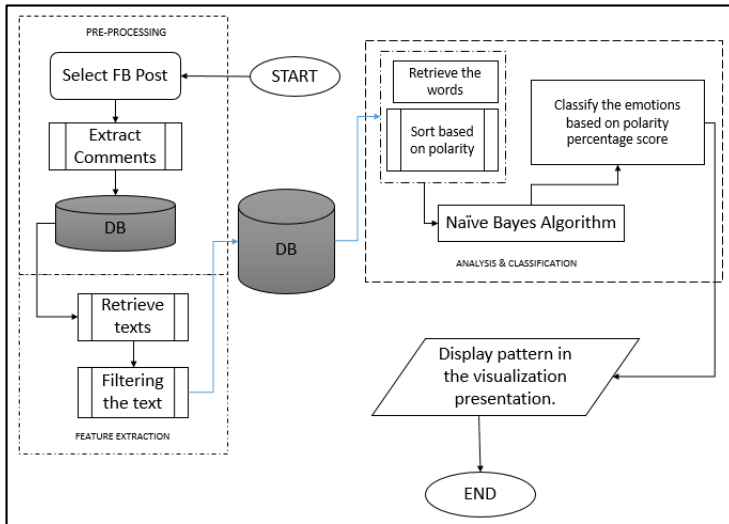 PRE-PROCESSING
START
Select FB Post
Extract
Comments
DB
Retrieve
texts
Filtering
the text
FEATURE EXTRACTION
DB
Retrieve the
words
Sort based
on polarity
Naïve Bayes Algorithm
Classify the emotions
based on polarity
percentage score
ANALYSIS & CLASSIFICATION
Display pattern in
the visualization
presentation.
END